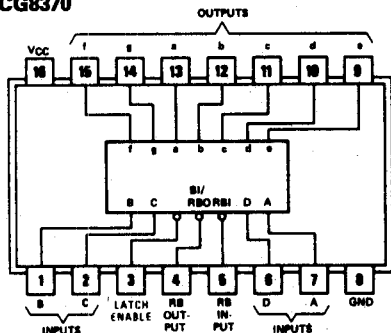 CG8370
OUTPUTS
VCC f g a b c d e
16 15 14 13 12 11 10 9
f g a b c d e
BI/
B C RBO RBI D A
1 2 3 4 5 6 7 8
B C LATCH ENABLE RB OUT-PUT RB IN-PUT D A GND
INPUTS INPUTS